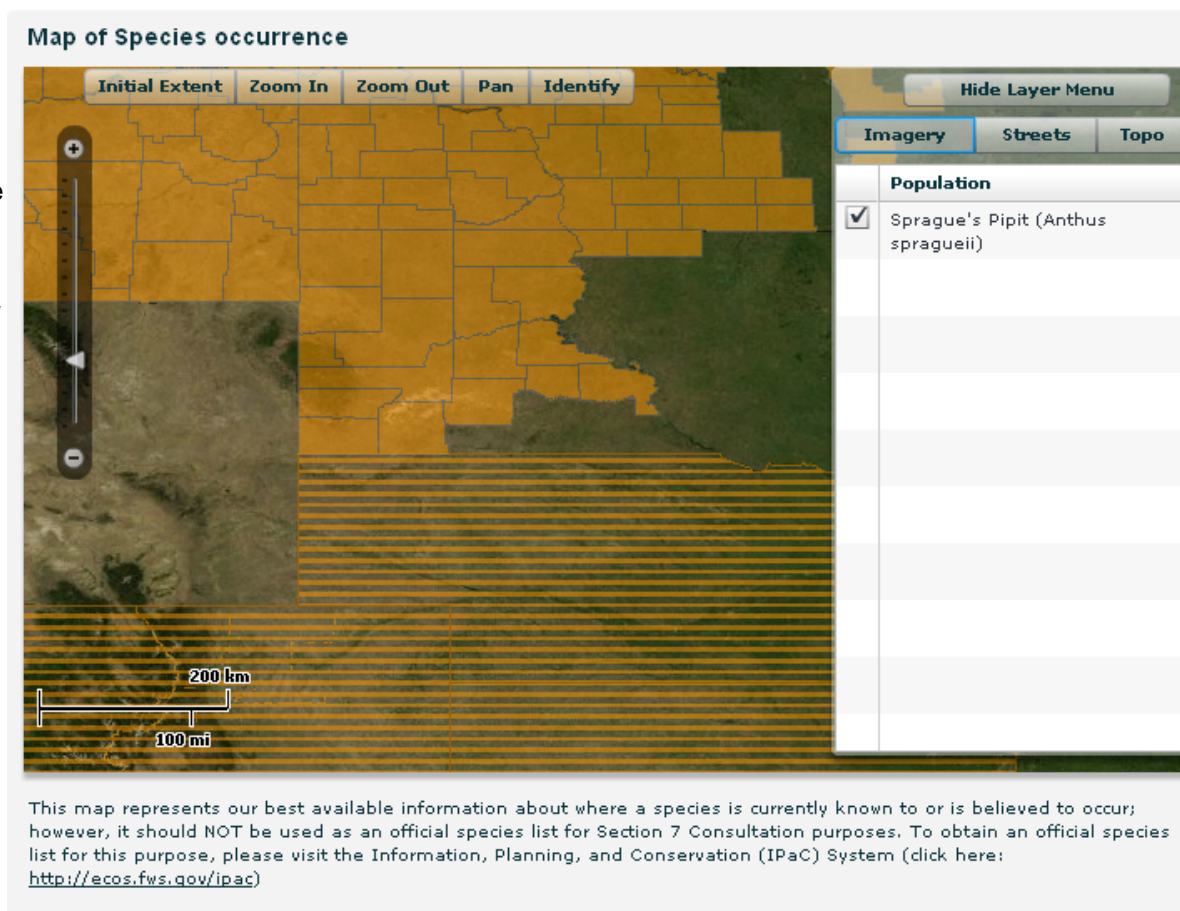 Map of Species occurrence
Initial Extent Zoom In Zoom Out Pan Identify
Hide Layer Menu
Imagery Streets Topo
Population
Sprague's Pipit (Anthus
spragueii)
200 km
100 mi
This map represents our best available information about where a species is currently known to or is believed to occur;
however, it should NOT be used as an official species list for Section 7 Consultation purposes. To obtain an official species
list for this purpose, please visit the Information, Planning, and Conservation (IPaC) System (click here:
http://ecos.fws.gov/ipac)